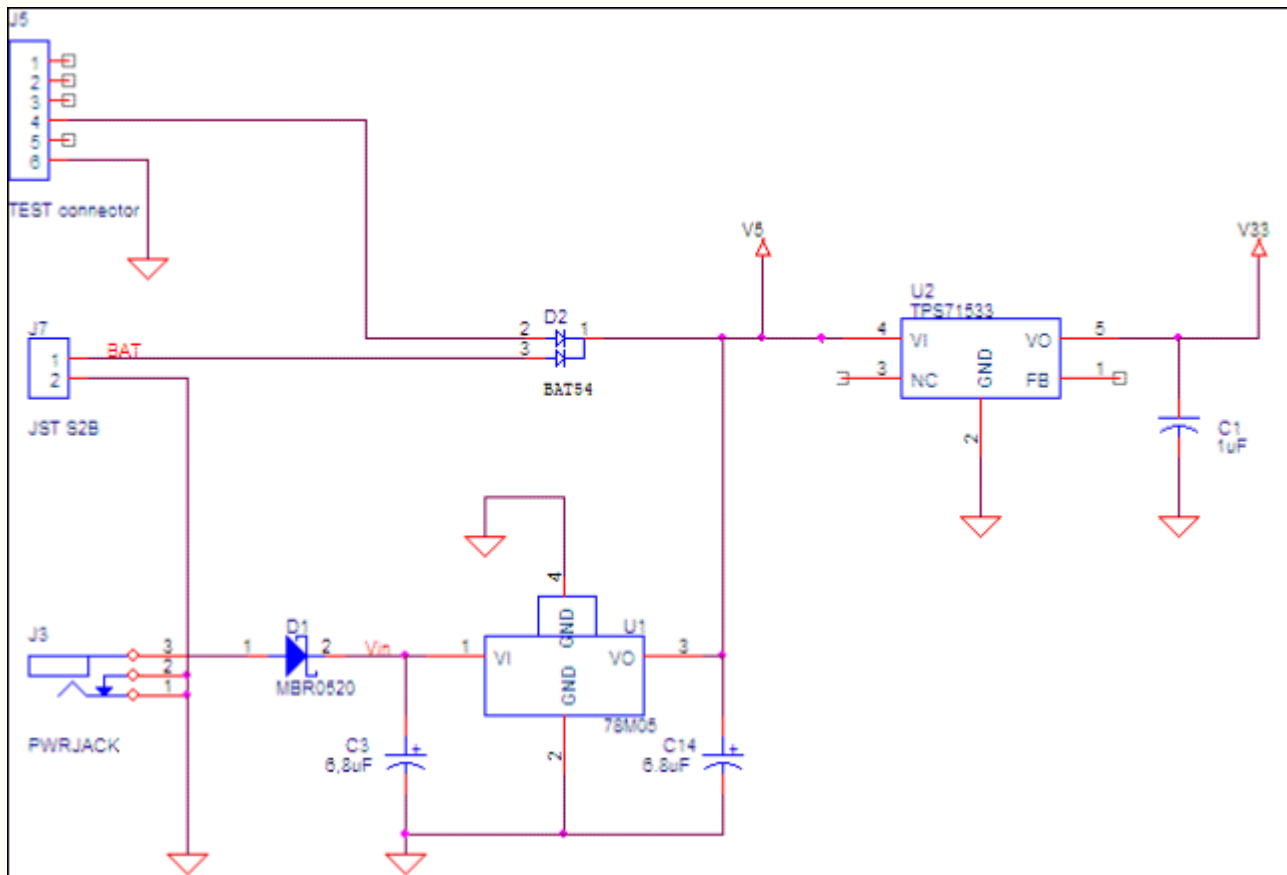 J5
1
2
3
4
5
6
TEST connector
V5
V33
U2
TPS71533
D2
2 1
3
BAT54
4 VI VO 5
3 NC GND FB 1
2
J7
1 BAT
2
JST S2B
C1
1uF
4
J3
3
2
1
PWRJACK
D1
1 2
MBR0520
Vin
GND U1
1 VI VO 3
GND
78M05
2
C3
6,8uF
C14
6.8uF